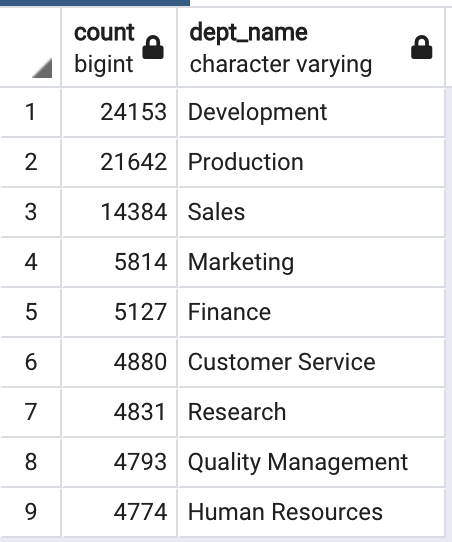 count dept_name
bigint character varying
1 24153 Development
2 21642 Production
3 14384 Sales
4 5814 Marketing
5 5127 Finance
6 4880 Customer Service
7 4831 Research
8 4793 Quality Management
9 4774 Human Resources